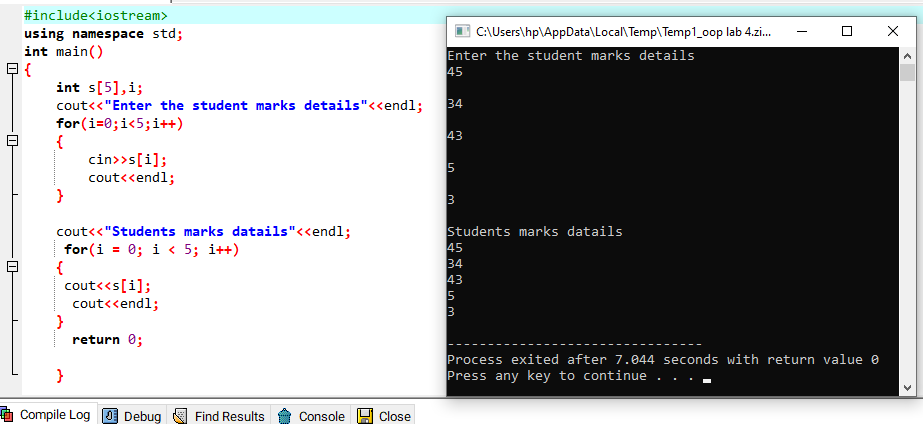 #include<iostream>
using namespace std;
int main()
{
int s[5],i;
cout<<"Enter the student marks details"<<endl;
for(i=0;i<5;i++)
{
cin>>s[i];
cout<<endl;
}
cout<<"Students marks datails"<<endl;
for(i = 0; i < 5; i++)
{
cout<<s[i];
cout<<endl;
}
return 0;
}
C:\Users\hp\AppData\Local\Temp\Temp1_oop lab 4.zi...
Enter the student marks details
45
34
43
5
3
Students marks datails
45
34
43
5
3
--------------------------------
Process exited after 7.044 seconds with return value 0
Press any key to continue . . .
Compile Log Debug Find Results Console Close